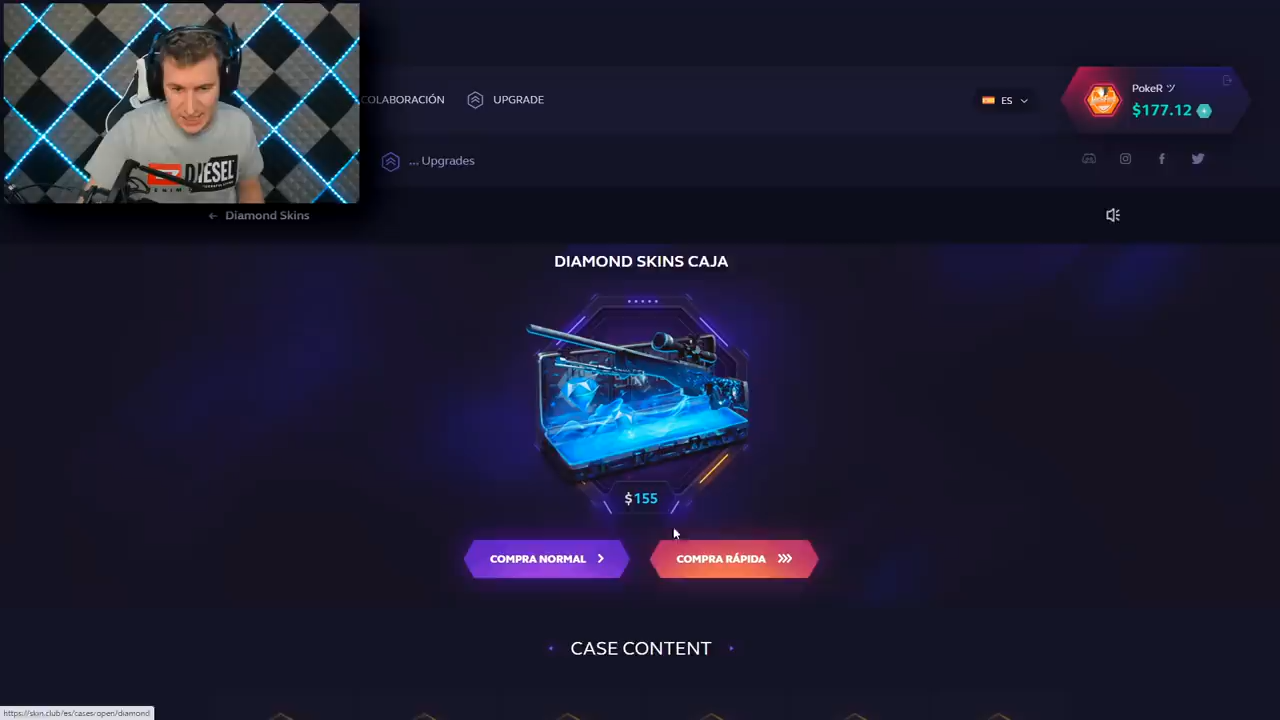 COLABORACIÓN
UPGRADE
ES
PokeR ツ
$177.12
... Upgrades
← Diamond Skins
DIESEL
DIAMOND SKINS CAJA
$155
COMPRA NORMAL
COMPRA RÁPIDA
CASE CONTENT
https://skin.club/es/cases/open/diamond